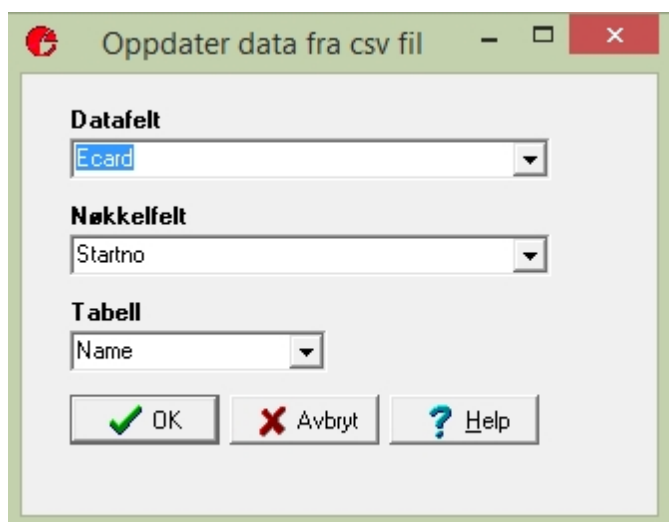 Oppdater data fra csv fil
Datafelt
Ecard
Nøkkelfelt
Startno
Tabell
Name
OK Avbryt Help